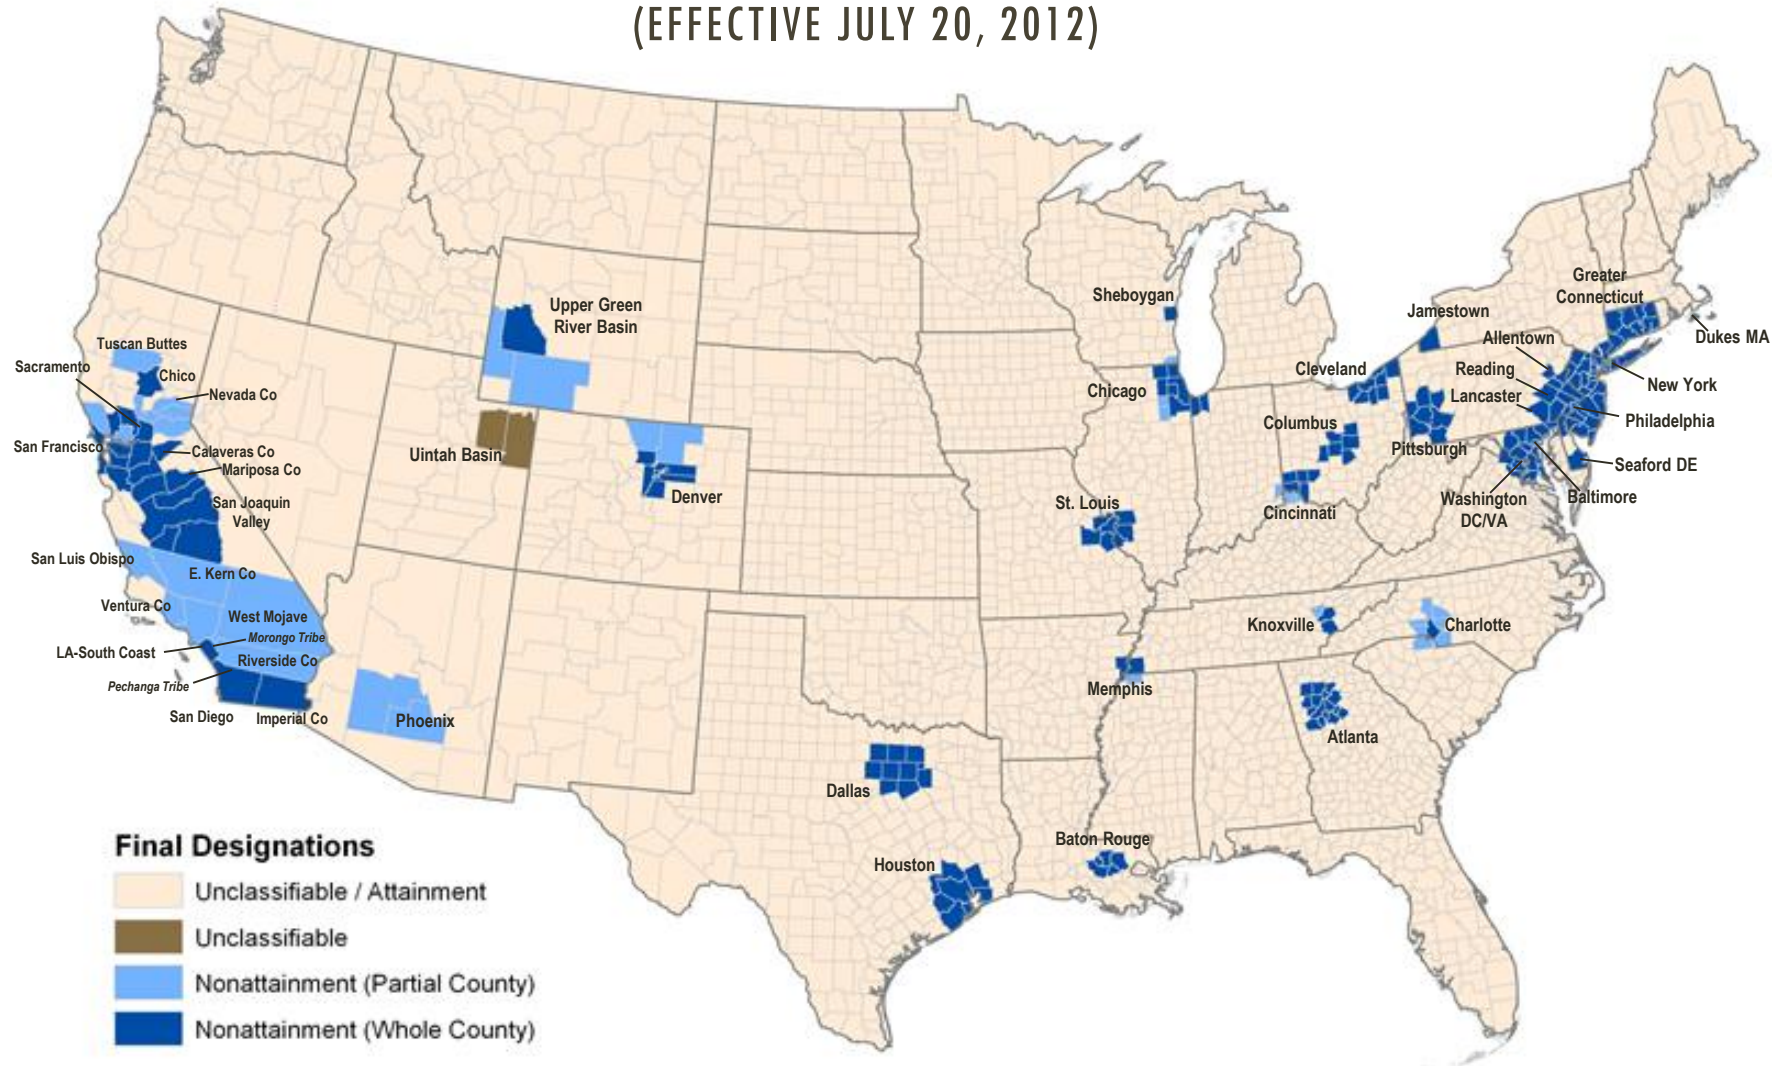 (EFFECTIVE JULY 20, 2012)
Upper Green
River Basin
Tuscan Buttes
Sacramento
Chico
Nevada Co
San Francisco
Calaveras Co
Mariposa Co
San Joaquin
Valley
San Luis Obispo
E. Kern Co
Ventura Co
West Mojave
Morongo Tribe
LA-South Coast
Riverside Co
Pechanga Tribe
San Diego
Imperial Co
Phoenix
Uintah Basin
Denver
Sheboygan
Chicago
St. Louis
Jamestown
Greater
Connecticut
Dukes MA
Allentown
Cleveland
Reading
New York
Lancaster
Columbus
Philadelphia
Pittsburgh
Seaford DE
Washington
DC/VA
Baltimore
Cincinnati
Knoxville
Charlotte
Memphis
Atlanta
Dallas
Baton Rouge
Houston
Final Designations
Unclassifiable / Attainment
Unclassifiable
Nonattainment (Partial County)
Nonattainment (Whole County)